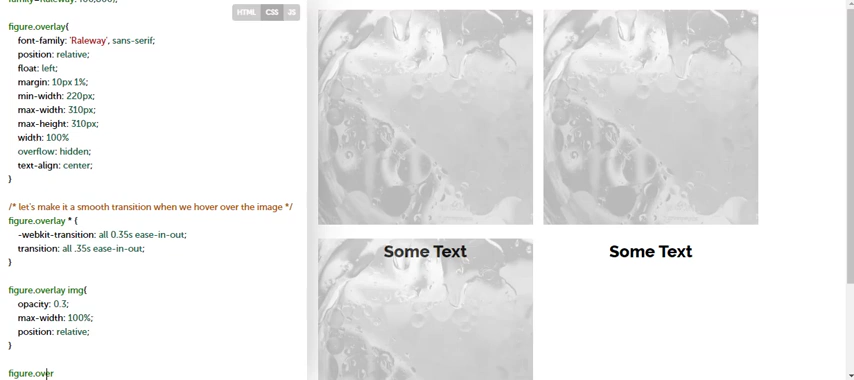 family=Raleway: 400,800);
HTML CSS JS
figure.overlay{
font-family: 'Raleway', sans-serif;
position: relative;
float: left;
margin: 10px 1%;
min-width: 220px;
max-width: 310px;
max-height: 310px;
width: 100%
overflow: hidden;
text-align: center;
}
/* let's make it a smooth transition when we hover over the image */
figure.overlay * {
-webkit-transition: all 0.35s ease-in-out;
transition: all .35s ease-in-out;
}
figure.overlay img{
opacity: 0.3;
max-width: 100%;
position: relative;
}
figure.over
Some Text
Some Text